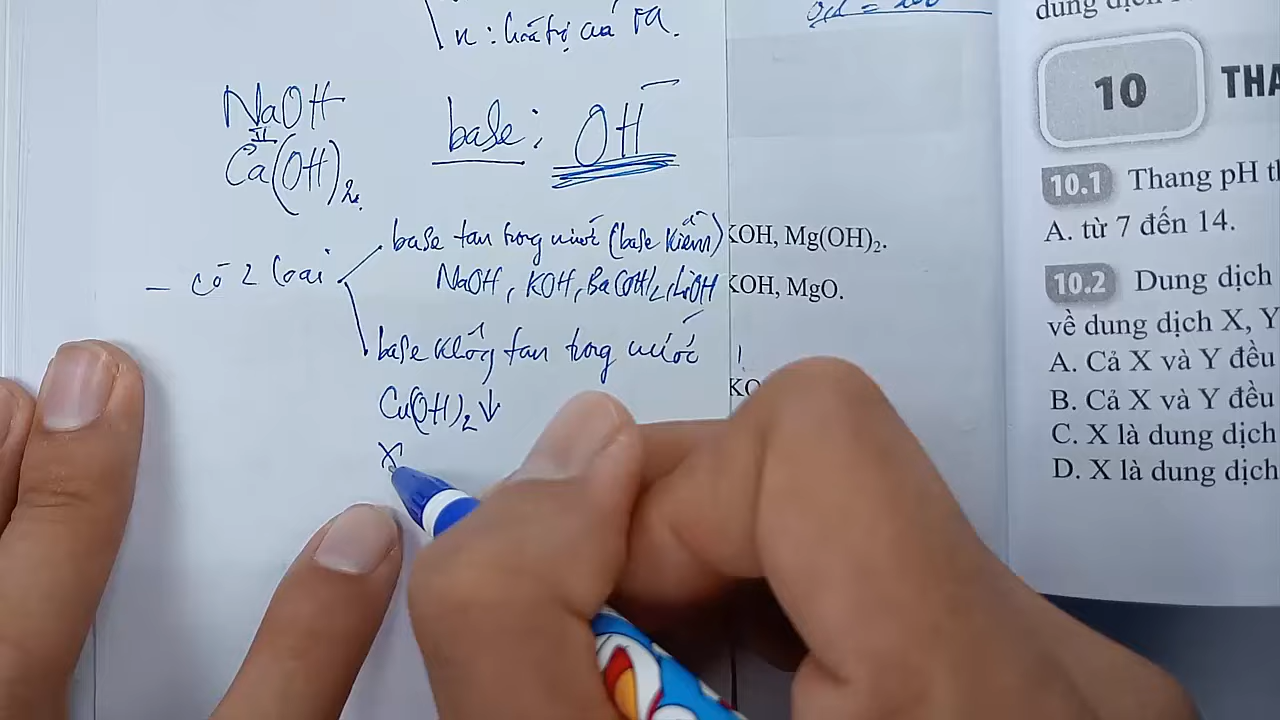 n: hoá trị của
NaOH
II
Ca(OH)2
base: OH⁻
- có 2 loại
base tan trong nước (base kiềm)
NaOH, KOH, Ba(OH)2, LiOH
base không tan trong nước
Cu(OH)2↓
KOH, Mg(OH)₂.
KOH, MgO.
KO
dung dịch
10 THA
10.1 Thang pH t
A. từ 7 đến 14.
10.2 Dung dịch
về dung dịch X, Y
A. Cả X và Y đều
B. Cả X và Y đều
C. X là dung dịch
D. X là dung dịch